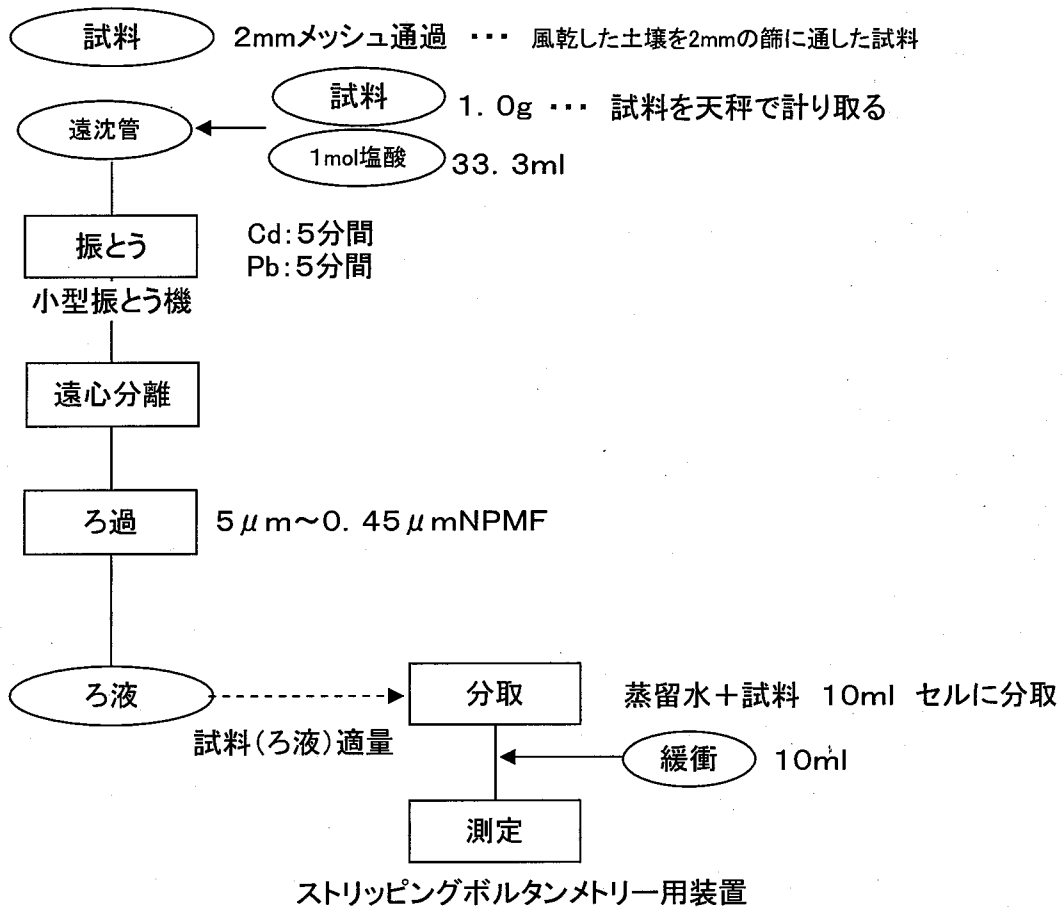 試料 2mmメッシュ通過 ・・・ 風乾した土壌を2mmの篩に通した試料
試料 1.0g ・・・ 試料を天秤で計り取る
遠沈管
1mol塩酸 33.3ml
振とう
Cd:5分間
Pb:5分間
小型振とう機
遠心分離
ろ過 5μm~0.45μmNPMF
ろ液
試料(ろ液)適量
分取 蒸留水+試料 10ml セルに分取
緩衝 10ml
測定
ストリッピングボルタンメトリー用装置